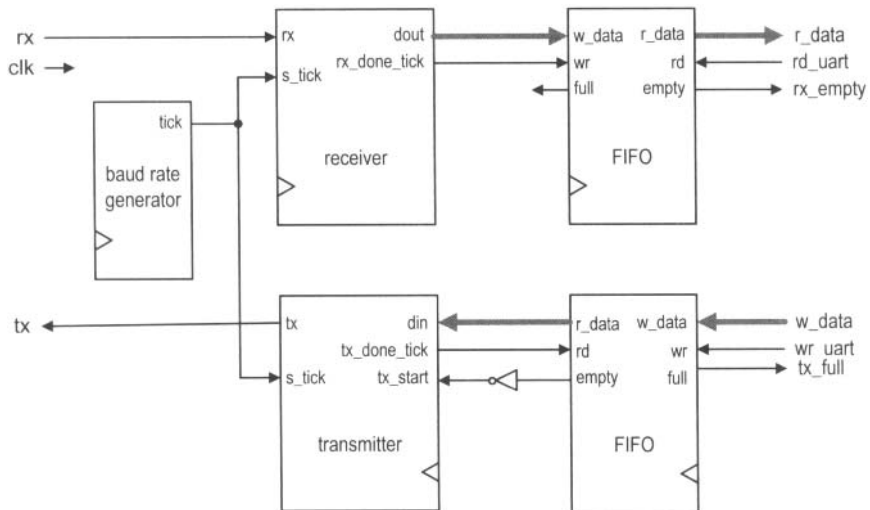 rx
clk
rx
dout
rx_done_tick
s_tick
receiver
w_data
r_data
wr
rd
full
empty
FIFO
r_data
rd_uart
rx_empty
tick
baud rate
generator
tx
tx
din
tx_done_tick
s_tick
tx_start
transmitter
r_data
w_data
rd
wr
empty
full
FIFO
w_data
wr_uart
tx_full